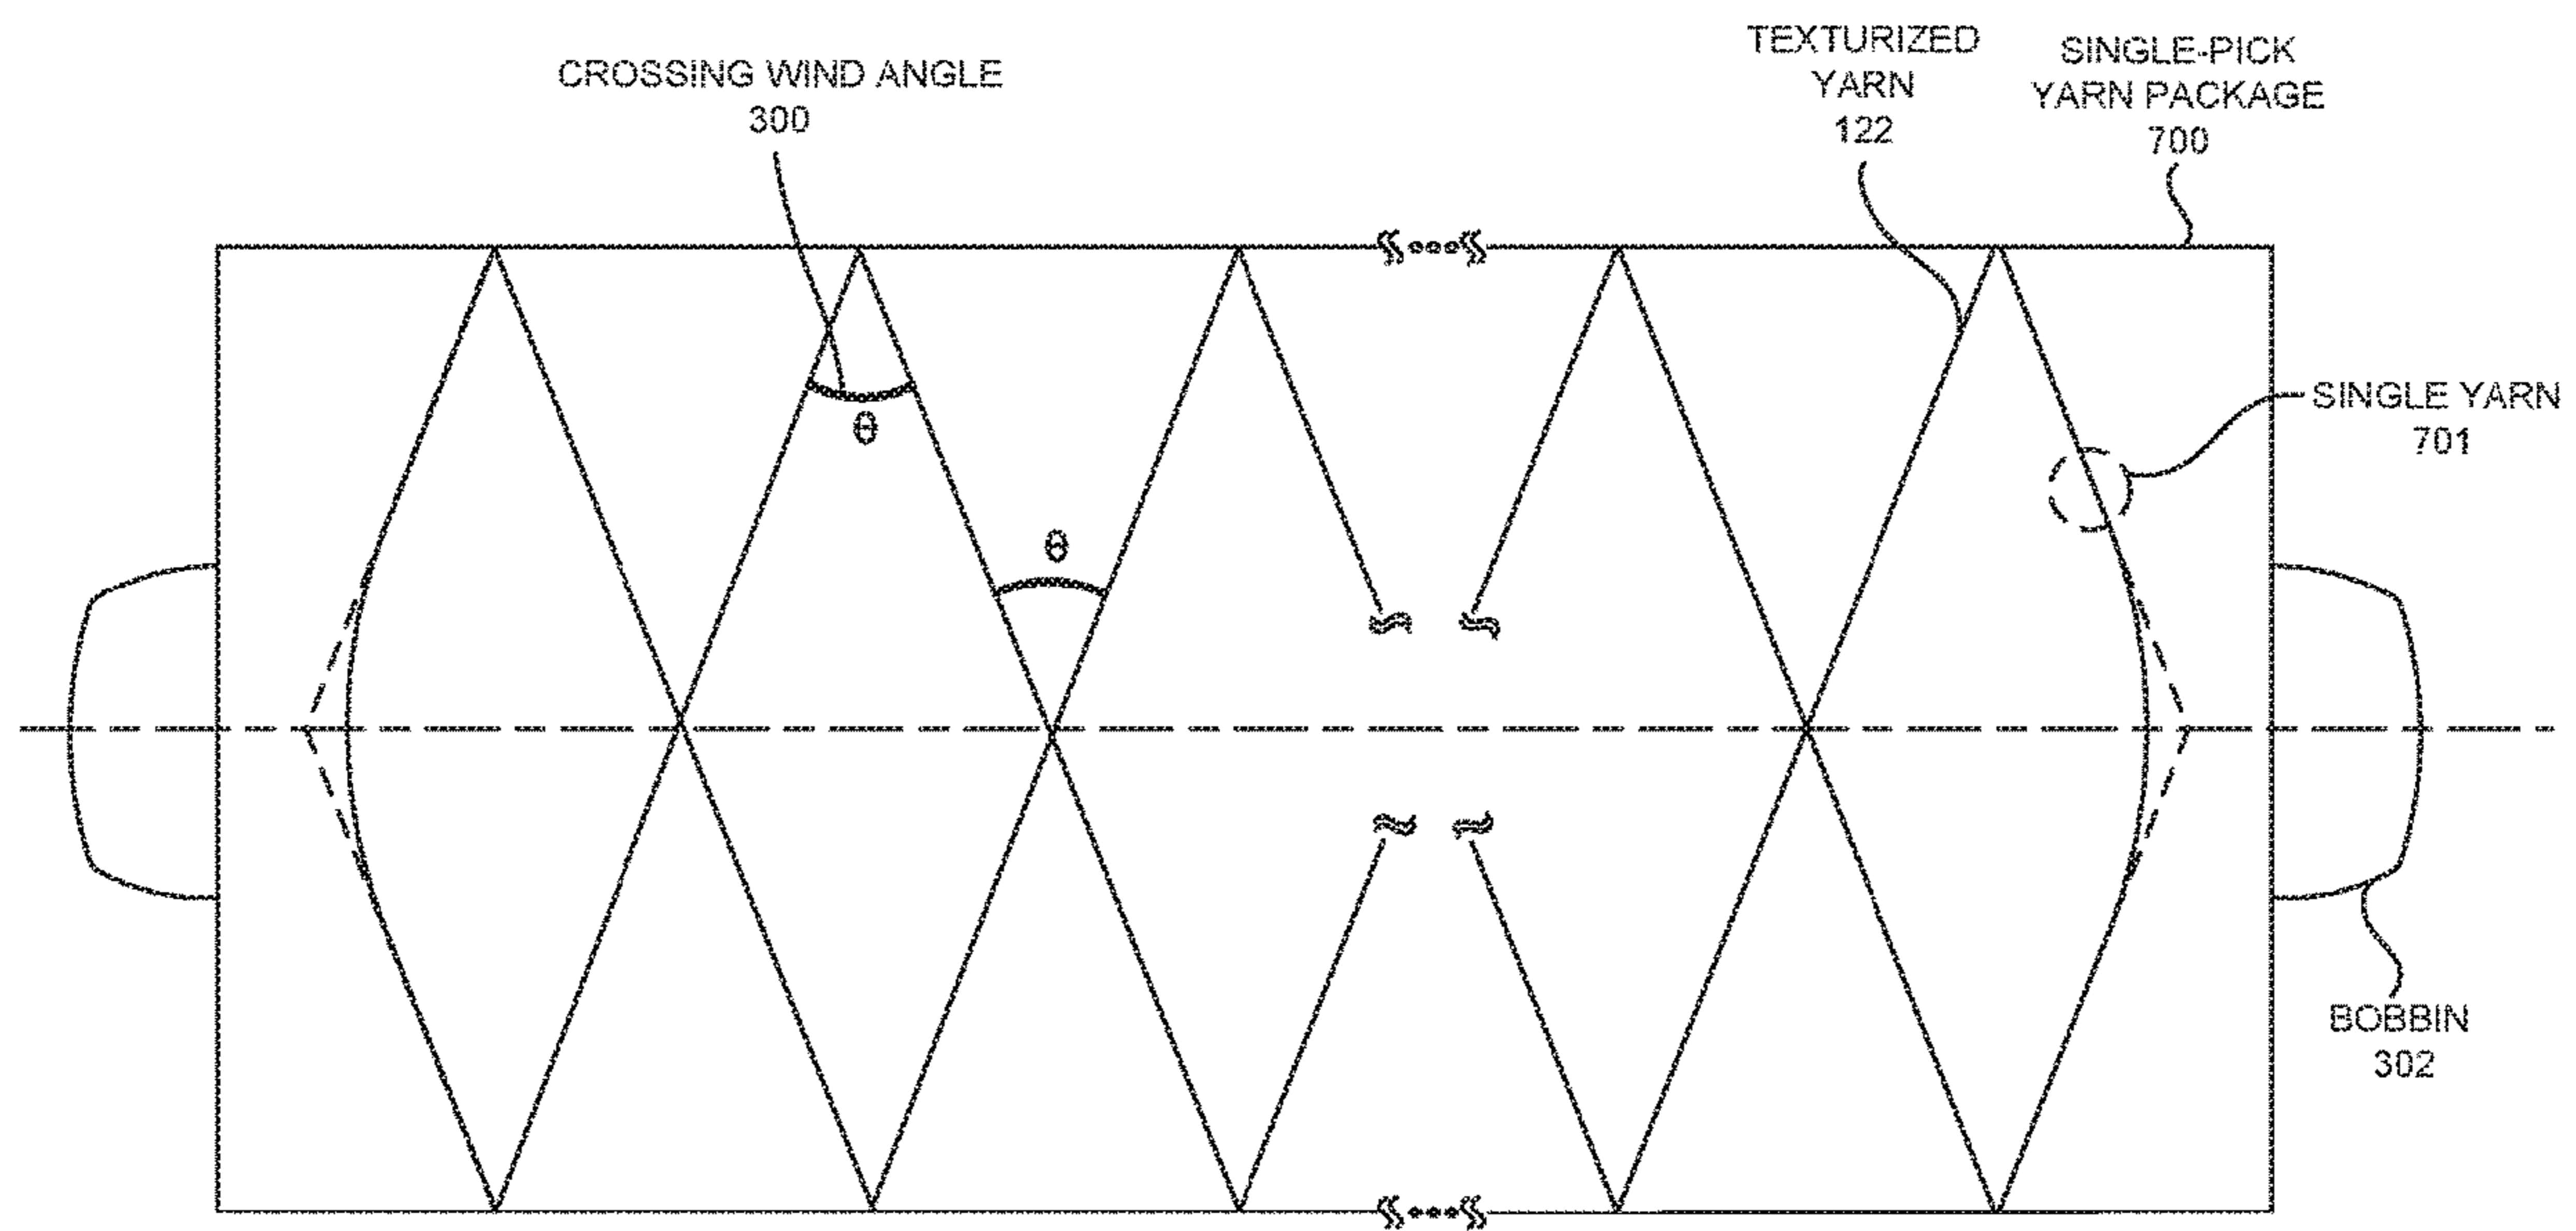 CROSSING WIND ANGLE
300
TEXTURIZED
YARN
122
SINGLE-PICK
YARN PACKAGE
700
SINGLE YARN
701
θ
θ
BOBBIN
302